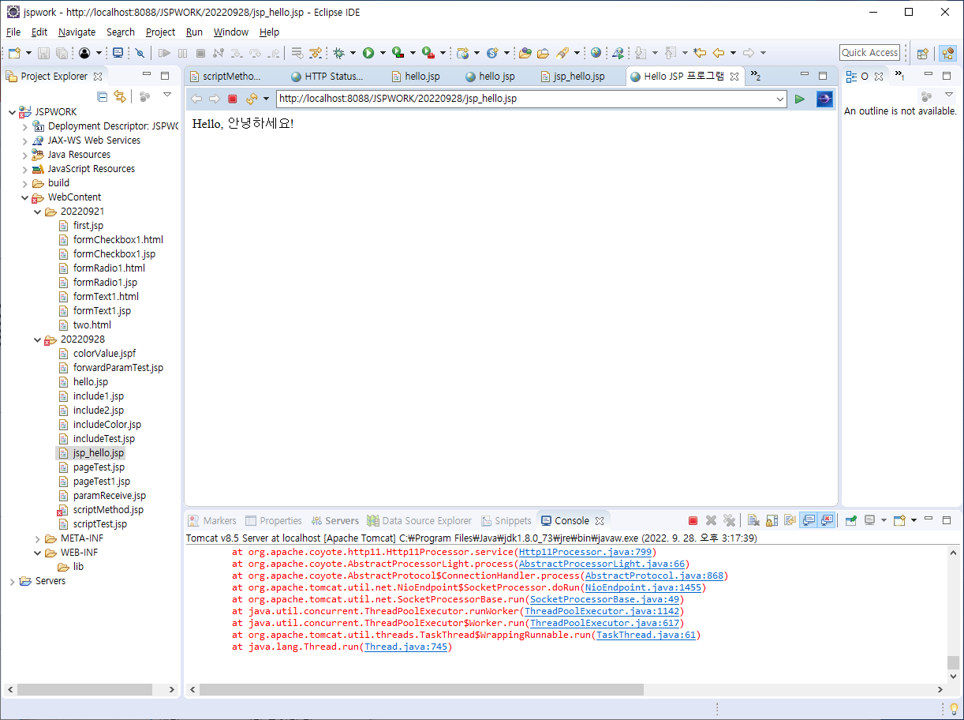 jspwork - http://localhost:8088/JSPWORK/20220928/jsp_hello.jsp - Eclipse IDE
File Edit Navigate Search Project Run Window Help
Quick Access
Project Explorer
scriptMetho...
HTTP Status...
hello.jsp
hello jsp
jsp_hello.jsp
Hello JSP 프로그램
»2
O
»1
http://localhost:8088/JSPWORK/20220928/jsp_hello.jsp
Hello, 안녕하세요!
An outline is not available.
JSPWORK
Deployment Descriptor: JSPWC
JAX-WS Web Services
Java Resources
JavaScript Resources
build
WebContent
20220921
first.jsp
formCheckbox1.html
formCheckbox1.jsp
formRadio1.html
formRadio1.jsp
formText1.html
formText1.jsp
two.html
20220928
colorValue.jspf
forwardParamTest.jsp
hello.jsp
include1.jsp
include2.jsp
includeColor.jsp
includeTest.jsp
jsp_hello.jsp
pageTest.jsp
pageTest1.jsp
paramReceive.jsp
scriptMethod.jsp
scriptTest.jsp
META-INF
WEB-INF
lib
Servers
Markers Properties Servers Data Source Explorer Snippets Console
Tomcat v8.5 Server at localhost [Apache Tomcat] C:₩Program Files₩Java₩jdk1.8.0_73₩jre₩bin₩javaw.exe (2022. 9. 28. 오후 3:17:39)
at org.apache.coyote.http11.Http11Processor.service(Http11Processor.java:799)
at org.apache.coyote.AbstractProcessorLight.process(AbstractProcessorLight.java:66)
at org.apache.coyote.AbstractProtocol$ConnectionHandler.process(AbstractProtocol.java:868)
at org.apache.tomcat.util.net.NioEndpoint$SocketProcessor.doRun(NioEndpoint.java:1455)
at org.apache.tomcat.util.net.SocketProcessorBase.run(SocketProcessorBase.java:49)
at java.util.concurrent.ThreadPoolExecutor.runWorker(ThreadPoolExecutor.java:1142)
at java.util.concurrent.ThreadPoolExecutor$Worker.run(ThreadPoolExecutor.java:617)
at org.apache.tomcat.util.threads.TaskThread$WrappingRunnable.run(TaskThread.java:61)
at java.lang.Thread.run(Thread.java:745)